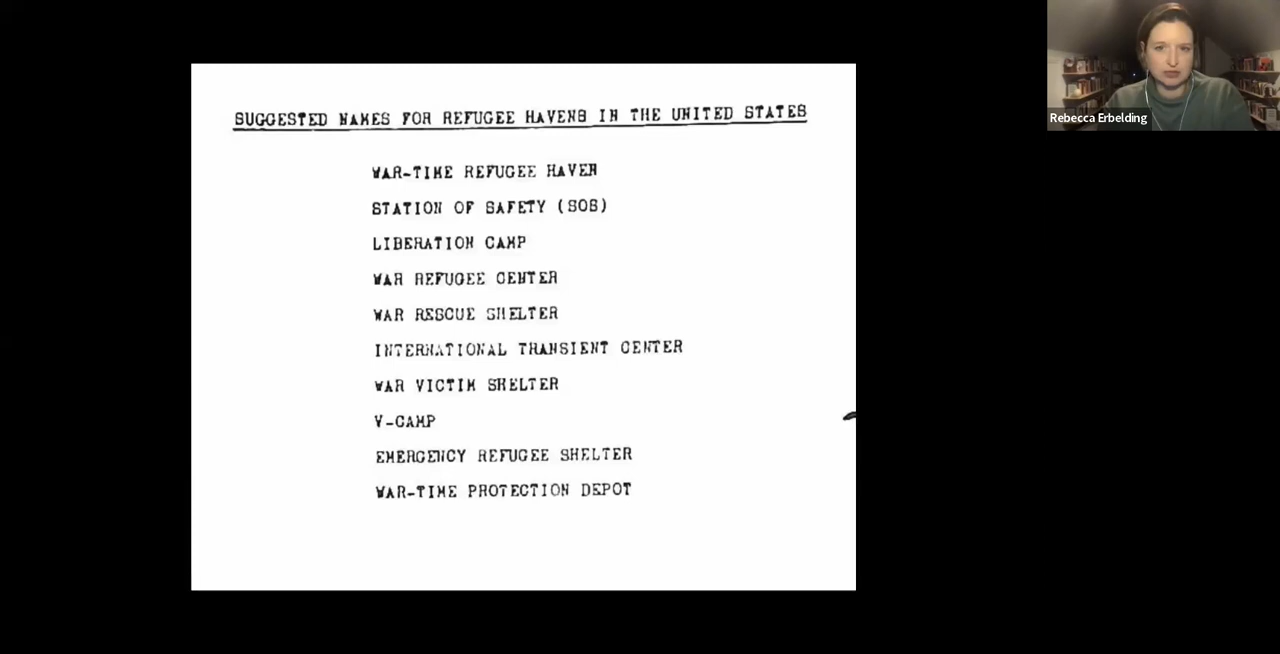 SUGGESTED NAMES FOR REFUGEE HAVENS IN THE UNITED STATES
WAR-TIME REFUGEE HAVEN
STATION OF SAFETY (SOS)
LIBERATION CAMP
WAR REFUGEE CENTER
WAR RESCUE SHELTER
INTERNATIONAL TRANSIENT CENTER
WAR VICTIM SHELTER
V-CAMP
EMERGENCY REFUGEE SHELTER
WAR-TIME PROTECTION DEPOT
Rebecca Erbelding